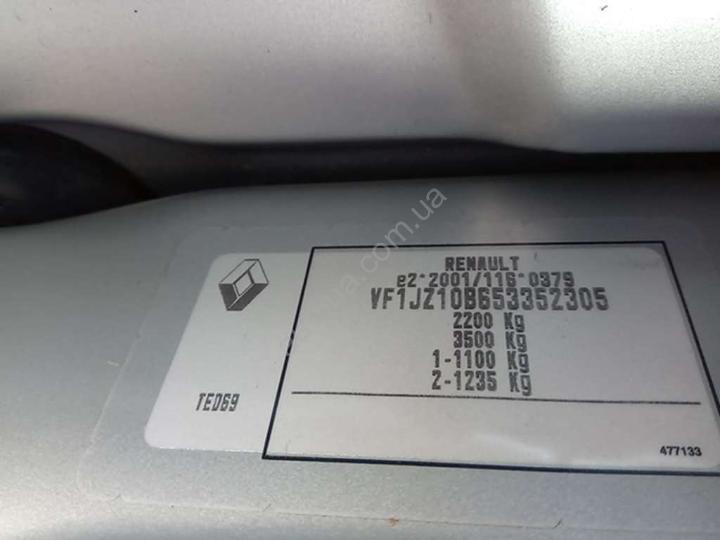 RENAULT
e2*2001/116*0379
VF1JZ10B653352305
2200 Kg
3500 Kg
1-1100 Kg
2-1235 Kg
TED69
477133